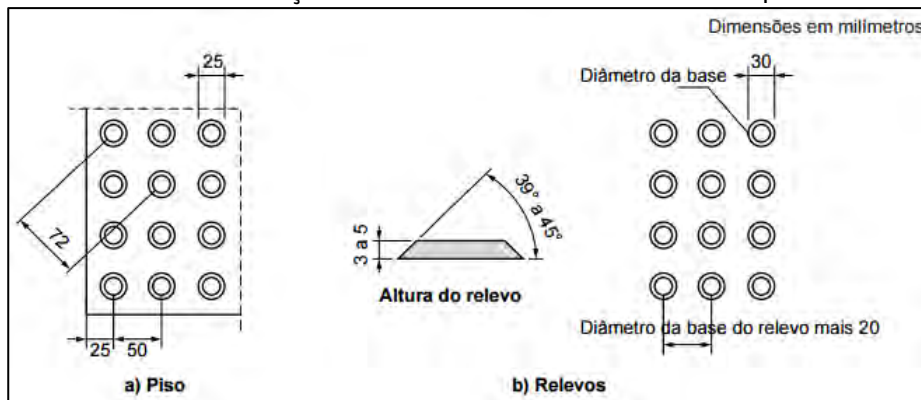 Dimensões em milímetros
25
Diâmetro da base
30
72
39° a 45°
3 a 5
Altura do relevo
Diâmetro da base do relevo mais 20
25
50
a) Piso
b) Relevos